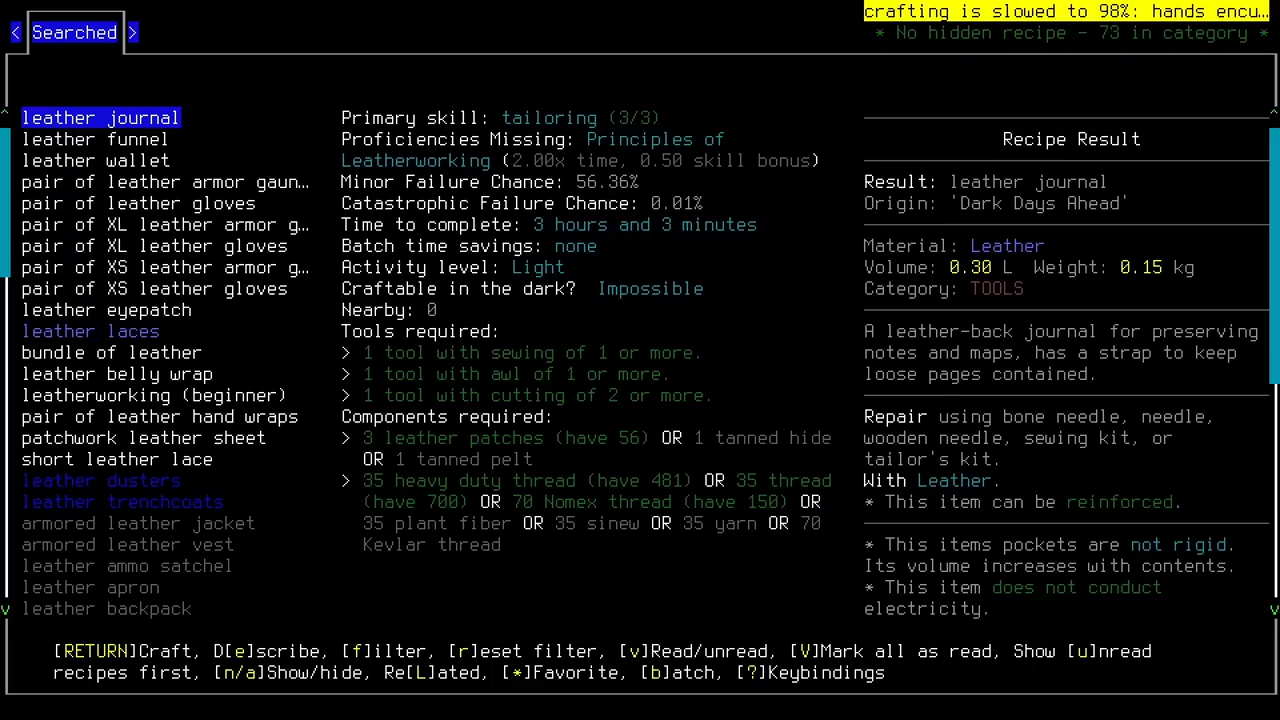 crafting is slowed to 98%: hands encu…
< Searched >
* No hidden recipe - 73 in category *
leather journal
leather funnel
leather wallet
pair of leather armor gaun…
pair of leather gloves
pair of XL leather armor g…
pair of XL leather gloves
pair of XS leather armor g…
pair of XS leather gloves
leather eyepatch
leather laces
bundle of leather
leather belly wrap
leatherworking (beginner)
pair of leather hand wraps
patchwork leather sheet
short leather lace
leather dusters
leather trenchcoats
armored leather jacket
armored leather vest
leather ammo satchel
leather apron
leather backpack
Primary skill: tailoring (3/3)
Proficiencies Missing: Principles of
Leatherworking (2.00x time, 0.50 skill bonus)
Minor Failure Chance: 56.36%
Catastrophic Failure Chance: 0.01%
Time to complete: 3 hours and 3 minutes
Batch time savings: none
Activity level: Light
Craftable in the dark? Impossible
Nearby: 0
Tools required:
> 1 tool with sewing of 1 or more.
> 1 tool with awl of 1 or more.
> 1 tool with cutting of 2 or more.
Components required:
> 3 leather patches (have 56) OR 1 tanned hide
OR 1 tanned pelt
> 35 heavy duty thread (have 481) OR 35 thread
(have 700) OR 70 Nomex thread (have 150) OR
35 plant fiber OR 35 sinew OR 35 yarn OR 70
Kevlar thread
Recipe Result
Result: leather journal
Origin: 'Dark Days Ahead'
Material: Leather
Volume: 0.30 L Weight: 0.15 kg
Category: TOOLS
A leather-back journal for preserving
notes and maps, has a strap to keep
loose pages contained.
Repair using bone needle, needle,
wooden needle, sewing kit, or
tailor's kit.
With Leather.
* This item can be reinforced.
* This items pockets are not rigid.
Its volume increases with contents.
* This item does not conduct
electricity.
[RETURN]Craft, D[e]scribe, [f]ilter, [r]eset filter, [v]Read/unread, [V]Mark all as read, Show [u]nread
recipes first, [n/a]Show/hide, Re[L]ated, [*]Favorite, [b]atch, [?]Keybindings